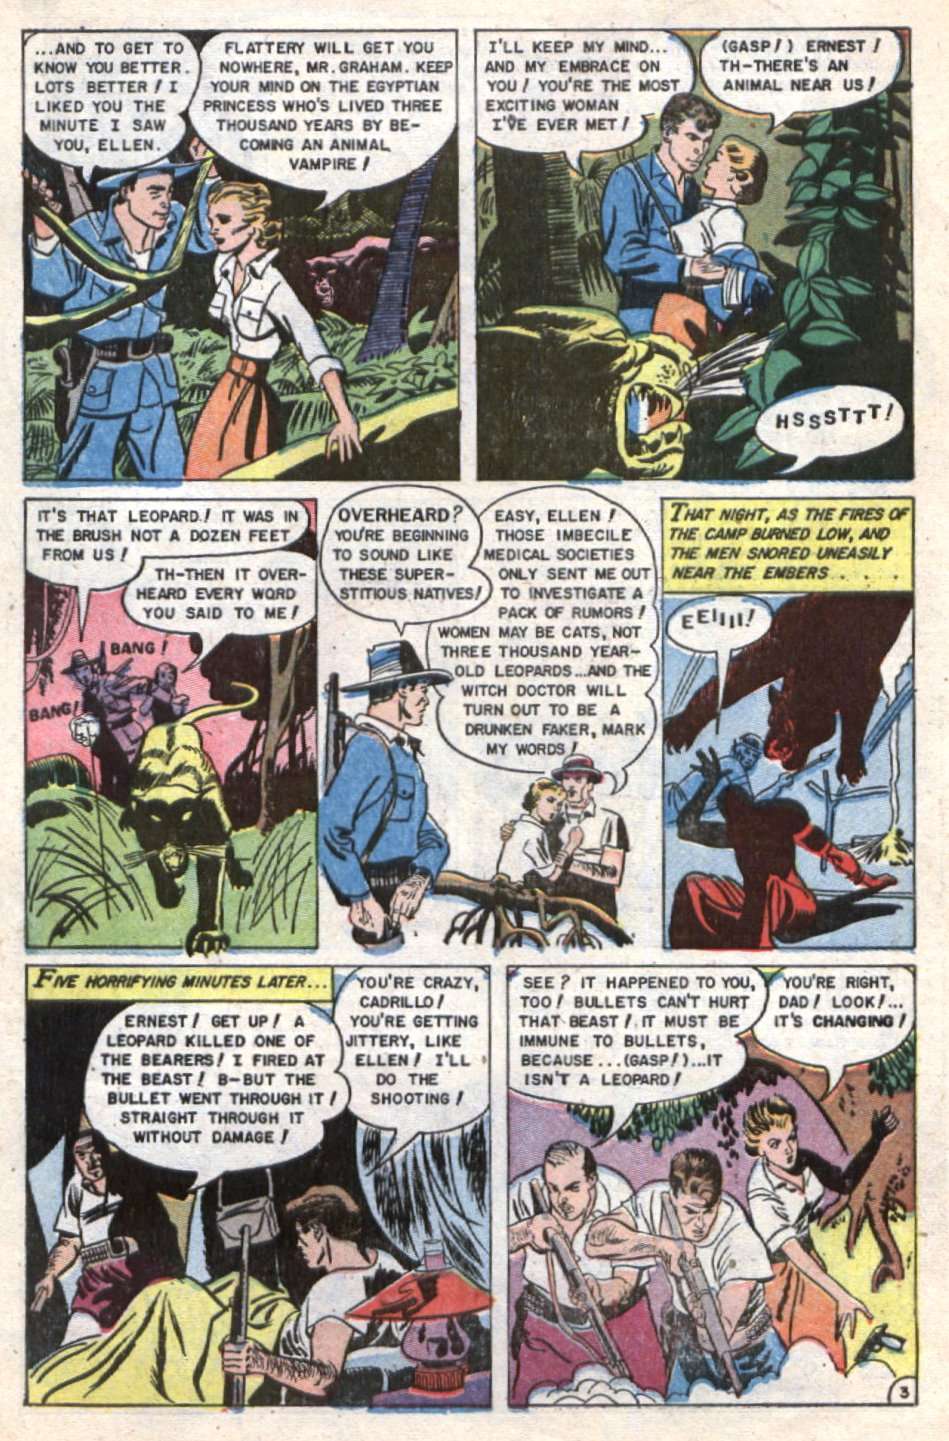 ...AND TO GET TO
KNOW YOU BETTER.
LOTS BETTER! I
LIKED YOU THE
MINUTE I SAW
YOU, ELLEN.
FLATTERY WILL GET YOU
NOWHERE, MR. GRAHAM. KEEP
YOUR MIND ON THE EGYPTIAN
PRINCESS WHO'S LIVED THREE
THOUSAND YEARS BY BE-
COMING AN ANIMAL
VAMPIRE!
I'LL KEEP MY MIND...
AND MY EMBRACE ON
YOU! YOU'RE THE MOST
EXCITING WOMAN
I'VE EVER MET!
(GASP!) ERNEST!
TH-THERE'S AN
ANIMAL NEAR US!
HSSSTTT!
IT'S THAT LEOPARD! IT WAS IN
THE BRUSH NOT A DOZEN FEET
FROM US!
TH-THEN IT OVER-
HEARD EVERY WORD
YOU SAID TO ME!
BANG!
BANG!
OVERHEARD?
YOU'RE BEGINNING
TO SOUND LIKE
THESE SUPER-
STITIOUS NATIVES!
EASY, ELLEN!
THOSE IMBECILE
MEDICAL SOCIETIES
ONLY SENT ME OUT
TO INVESTIGATE A
PACK OF RUMORS!
WOMEN MAY BE CATS, NOT
THREE THOUSAND YEAR-
OLD LEOPARDS...AND THE
WITCH DOCTOR WILL
TURN OUT TO BE A
DRUNKEN FAKER, MARK
MY WORDS!
THAT NIGHT, AS THE FIRES OF
THE CAMP BURNED LOW, AND
THE MEN SNORED UNEASILY
NEAR THE EMBERS . . . .
EEIIII!
FIVE HORRIFYING MINUTES LATER...
ERNEST! GET UP! A
LEOPARD KILLED ONE OF
THE BEARERS! I FIRED AT
THE BEAST! B-BUT THE
BULLET WENT THROUGH IT!
STRAIGHT THROUGH IT
WITHOUT DAMAGE!
YOU'RE CRAZY,
CADRILLO!
YOU'RE GETTING
JITTERY, LIKE
ELLEN! I'LL
DO THE
SHOOTING!
SEE? IT HAPPENED TO YOU,
TOO! BULLETS CAN'T HURT
THAT BEAST! IT MUST BE
IMMUNE TO BULLETS,
BECAUSE...(GASP!)...IT
ISN'T A LEOPARD!
YOU'RE RIGHT,
DAD! LOOK!...
IT'S CHANGING!
3